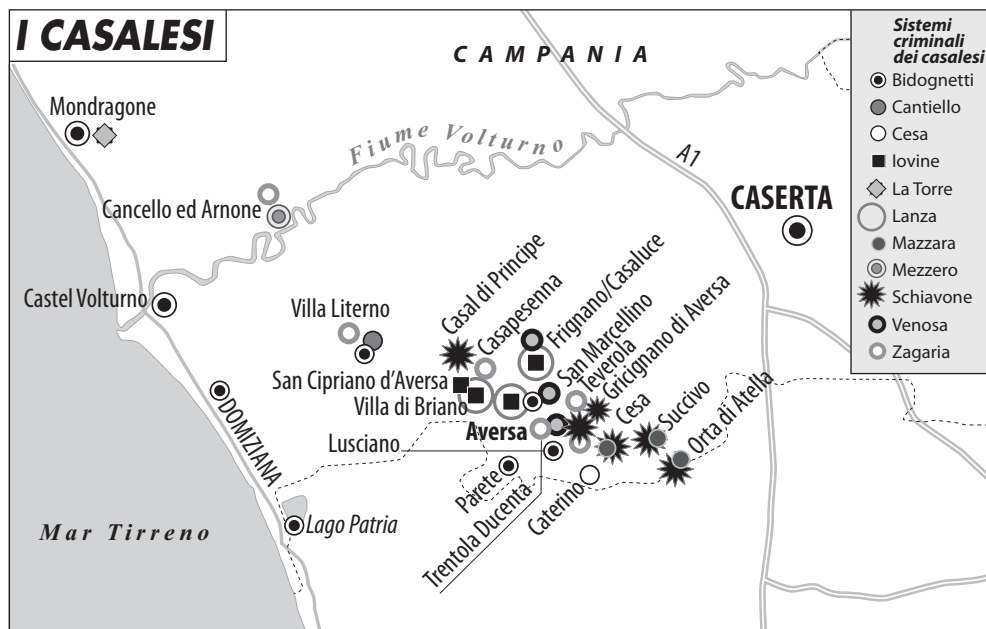 I CASALESI
CAMPANIA
Sistemi
criminali
dei casalesi
Bidognetti
Cantiello
Cesa
Iovine
La Torre
Lanza
Mazzara
Mezzero
Schiavone
Venosa
Zagaria
Mondragone
Fiume Volturno
A1
CASERTA
Cancello ed Arnone
Castel Volturno
Villa Literno
Casal di Principe
Casapesenna
Frignano/Casaluce
San Marcellino
Teverola
Gricignano di Aversa
Cesa
Succivo
Orta di Atella
San Cipriano d'Aversa
Villa di Briano
Aversa
Lusciano
DOMIZIANA
Parete
Trentola Ducenta
Caterino
Lago Patria
Mar Tirreno